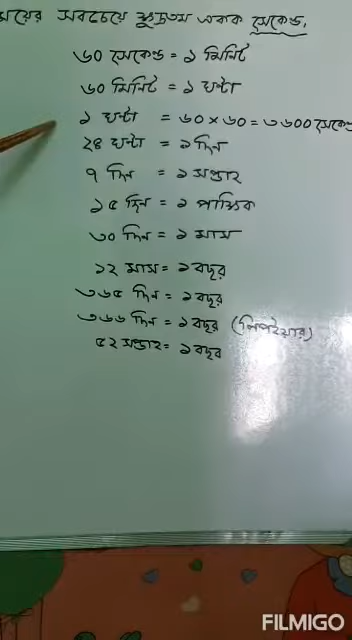 সময়ের সবচেয়ে ক্ষুদ্রতম একক সেকেন্ড.
৬০ সেকেন্ড = ১ মিনিট
৬০ মিনিট = ১ ঘন্টা
১ ঘন্টা = ৬০ × ৬০ = ৩৬০০ সেকেন্ড
২৪ ঘন্টা = ১ দিন
৭ দিন = ১ সপ্তাহ
১৫ দিন = ১ পাক্ষিক
৩০ দিন = ১ মাস
১২ মাস = ১ বছর
৩৬৫ দিন = ১ বছর
৩৬৬ দিন = ১ বছর (লিপইয়ার)
৫২ সপ্তাহ = ১ বছর
FILMIGO